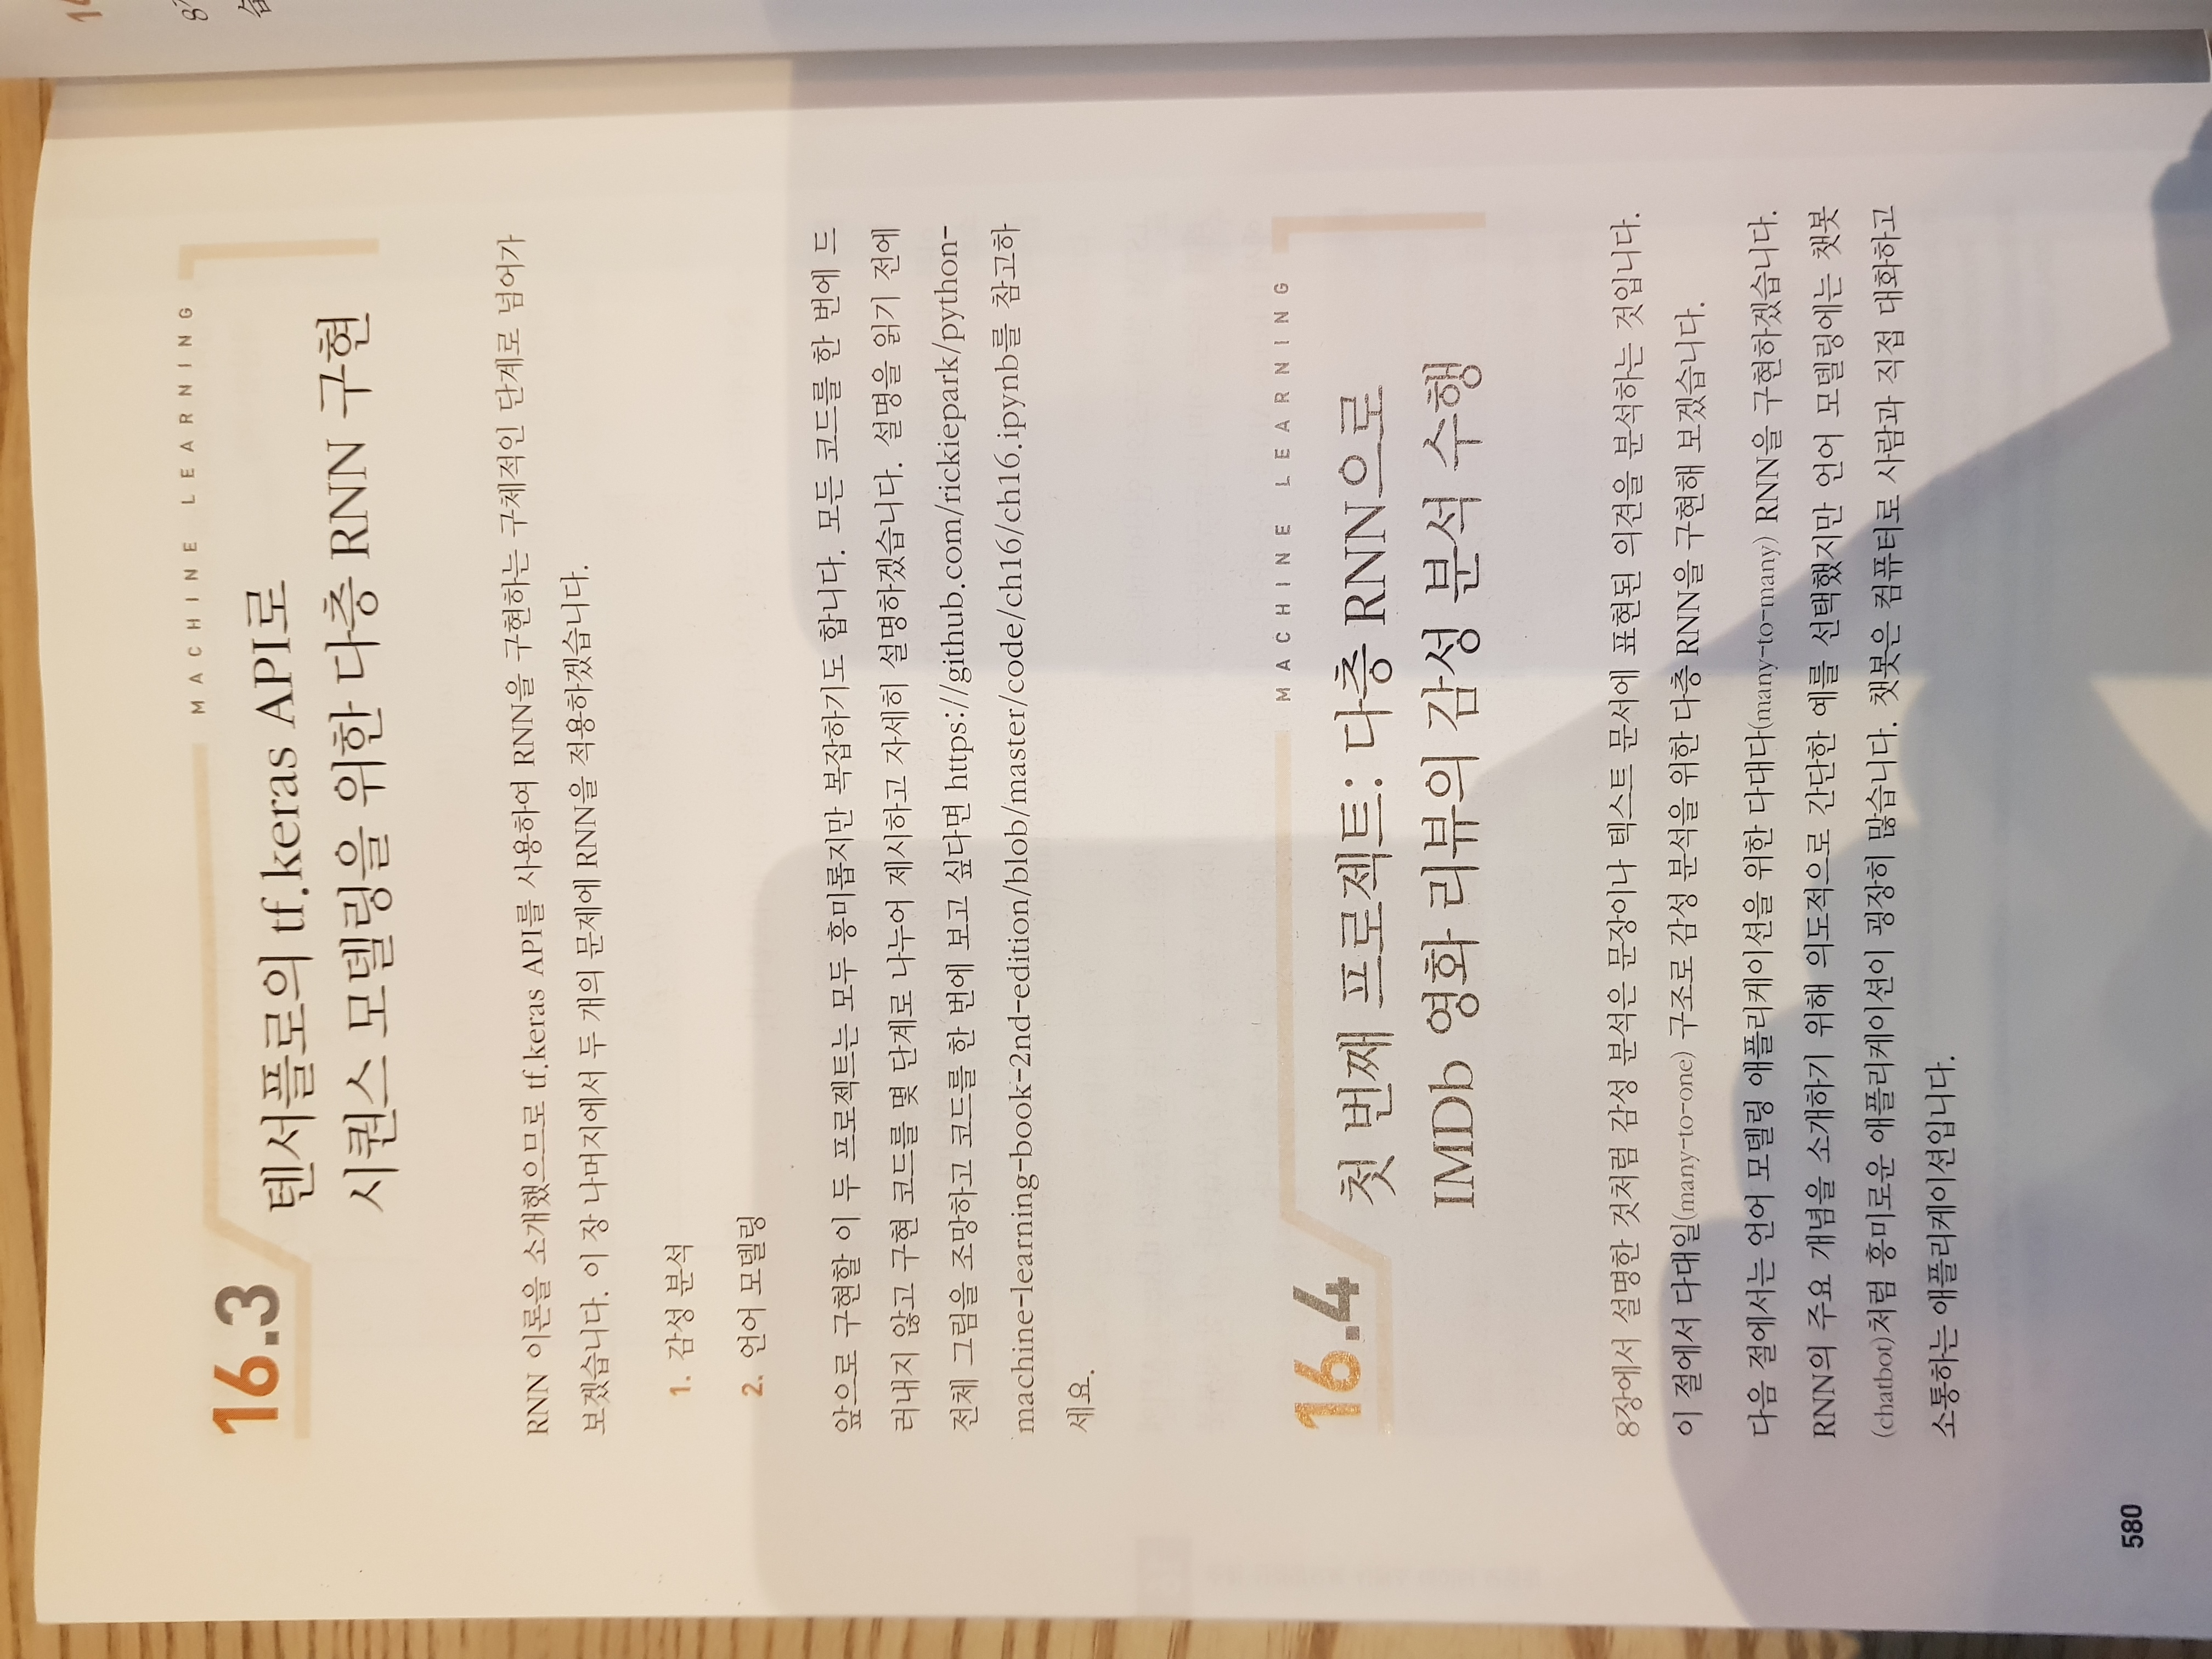 MACHINE LEARNING
16.3
텐서플로의 tf.keras API로
시퀀스 모델링을 위한 다층 RNN 구현
RNN 이론을 소개했으므로 tf.keras API를 사용하여 RNN을 구현하는 구체적인 단계로 넘어가
보겠습니다. 이 장 나머지에서 두 개의 문제에 RNN을 적용하겠습니다.
1. 감성 분석
2. 언어 모델링
앞으로 구현할 이 두 프로젝트는 모두 흥미롭지만 복잡하기도 합니다. 모든 코드를 한 번에 드
러내지 않고 구현 코드를 몇 단계로 나누어 제시하고 자세히 설명하겠습니다. 설명을 읽기 전에
전체 그림을 조망하고 코드를 한 번에 보고 싶다면 https://github.com/rickiepark/python-
machine-learning-book-2nd-edition/blob/master/code/ch16/ch16.ipynb를 참고하
세요.
MACHINE LEARNING
16.4
첫 번째 프로젝트: 다층 RNN으로
IMDb 영화 리뷰의 감성 분석 수행
8장에서 설명한 것처럼 감성 분석은 문장이나 텍스트 문서에 표현된 의견을 분석하는 것입니다.
이 절에서 다대일(many-to-one) 구조로 감성 분석을 위한 다층 RNN을 구현해 보겠습니다.
다음 절에서는 언어 모델링 애플리케이션을 위한 다대다(many-to-many) RNN을 구현하겠습니다.
RNN의 주요 개념을 소개하기 위해 의도적으로 간단한 예를 선택했지만 언어 모델링에는 챗봇
(chatbot)처럼 흥미로운 애플리케이션이 굉장히 많습니다. 챗봇은 컴퓨터로 사람과 직접 대화하고
소통하는 애플리케이션입니다.
580